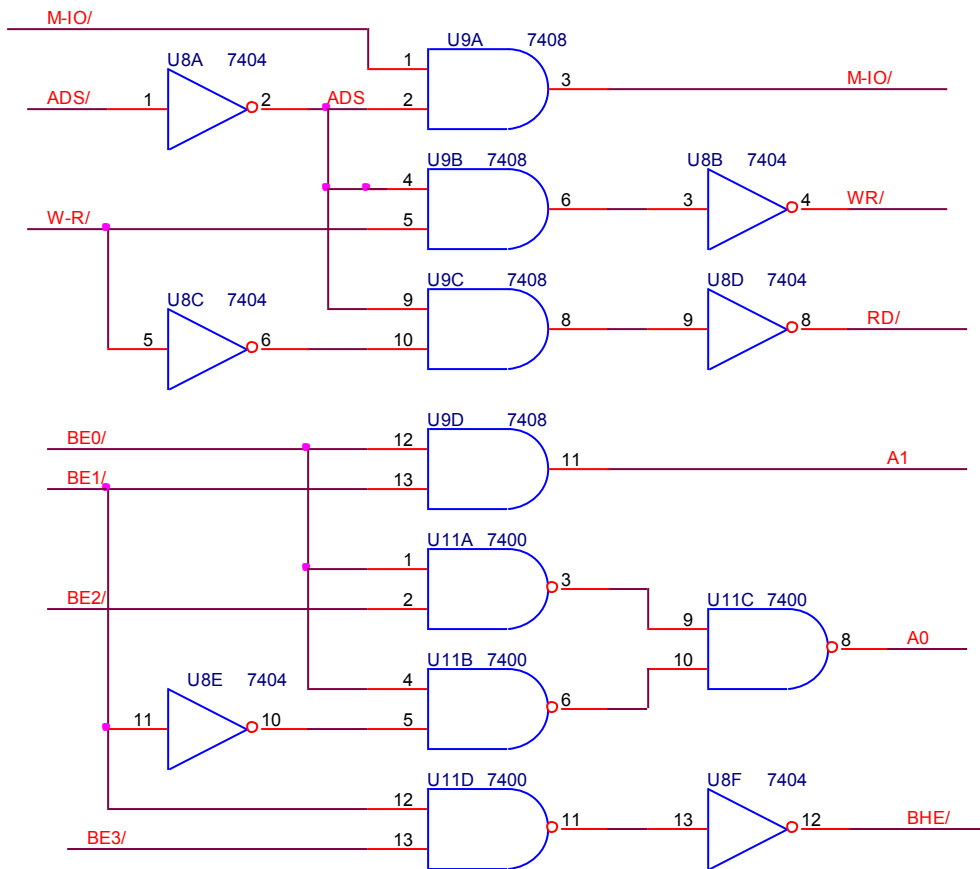 M-IO/
U9A 7408
U8A 7404
1
3
M-IO/
ADS/
1
2
ADS
2
U9B 7408
U8B 7404
4
6
3
4
WR/
W-R/
5
U9C 7408
U8D 7404
U8C 7404
9
8
9
8
RD/
5
6
10
U9D 7408
BE0/
12
11
A1
BE1/
13
U11A 7400
1
3
U11C 7400
BE2/
2
9
8
A0
10
U11B 7400
U8E 7404
4
6
11
10
5
U11D 7400
U8F 7404
12
11
13
12
BHE/
BE3/
13